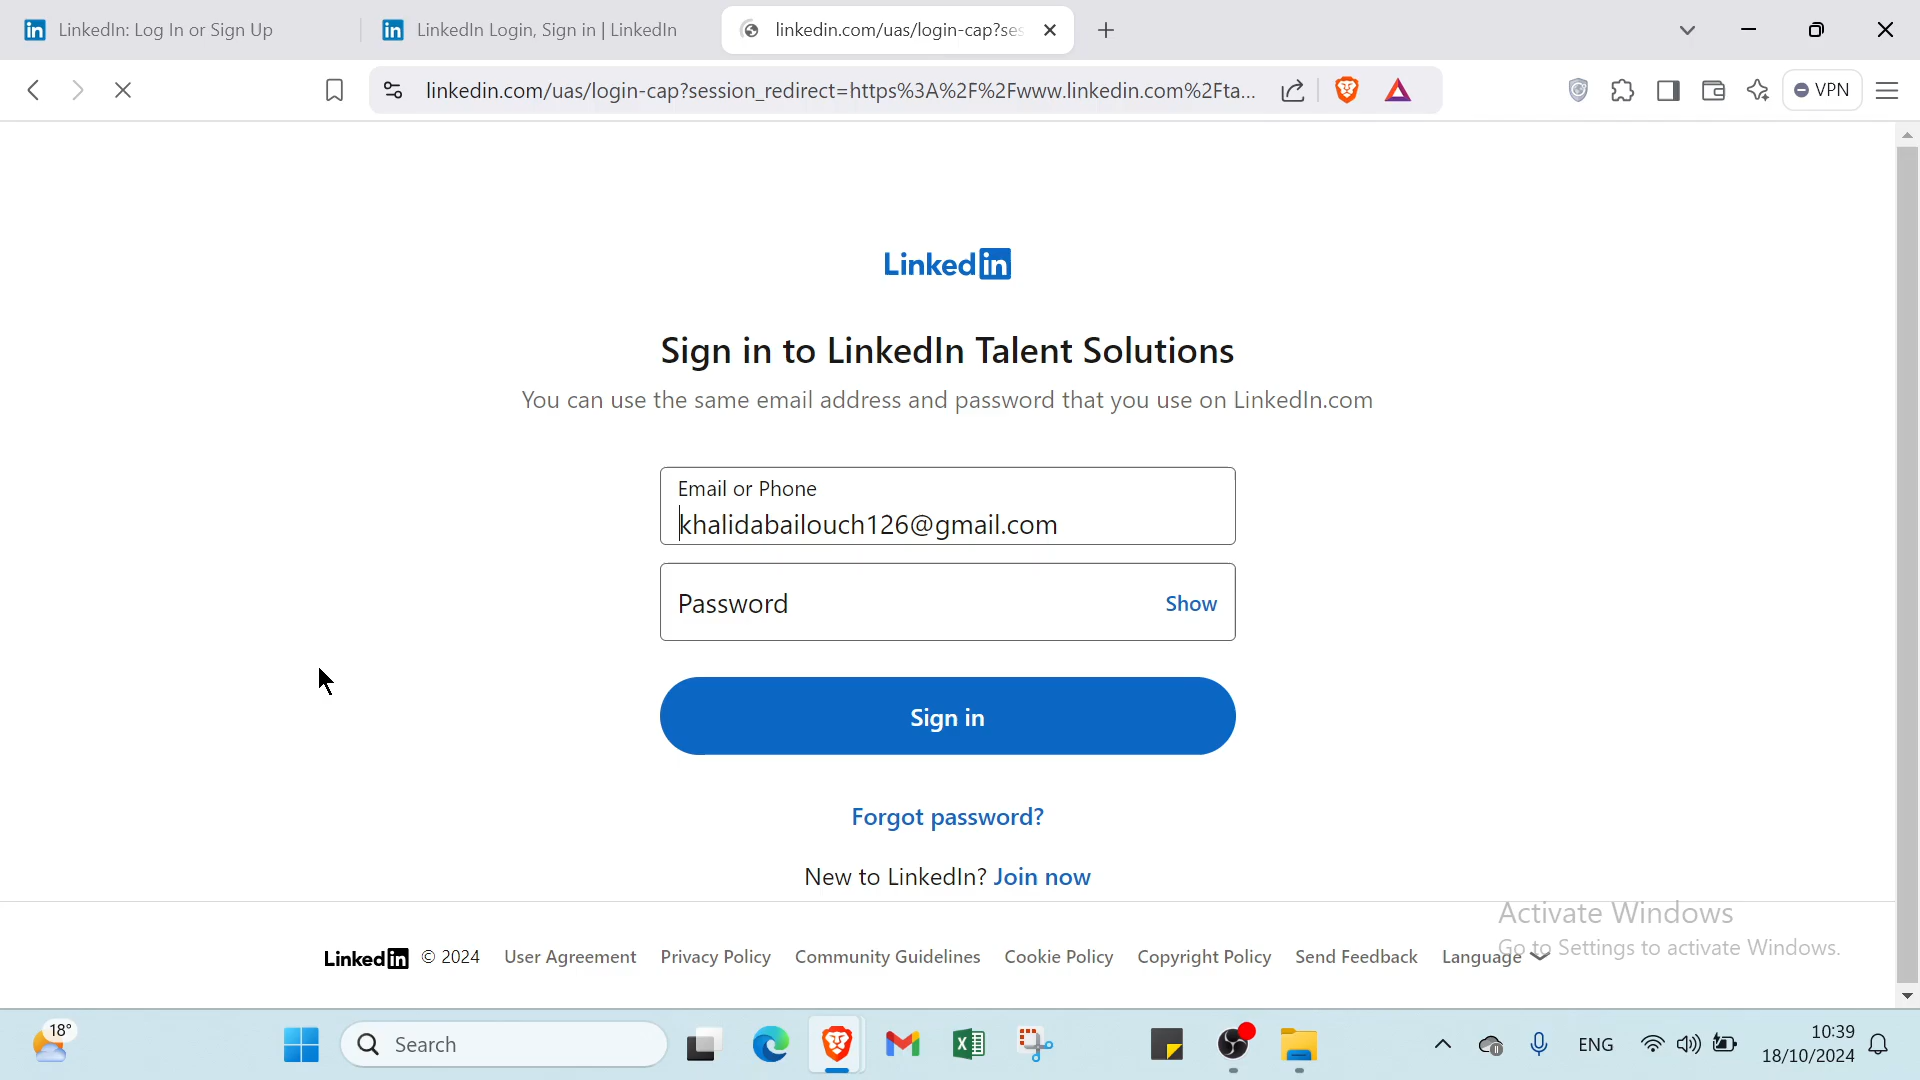 LinkedIn: Log In or Sign Up
LinkedIn Login, Sign in | LinkedIn
linkedin.com/uas/login-cap?ses
linkedin.com/uas/login-cap?session_redirect=https%3A%2F%2Fwww.linkedin.com%2Fta...
VPN
Linked in
Sign in to LinkedIn Talent Solutions
You can use the same email address and password that you use on LinkedIn.com
Email or Phone
khalidabailouch126@gmail.com
Password
Show
Sign in
Forgot password?
New to LinkedIn? Join now
Activate Windows
Go to Settings to activate Windows.
Linked in © 2024 User Agreement Privacy Policy Community Guidelines Cookie Policy Copyright Policy Send Feedback Language
18°
Search
ENG
10:39
18/10/2024